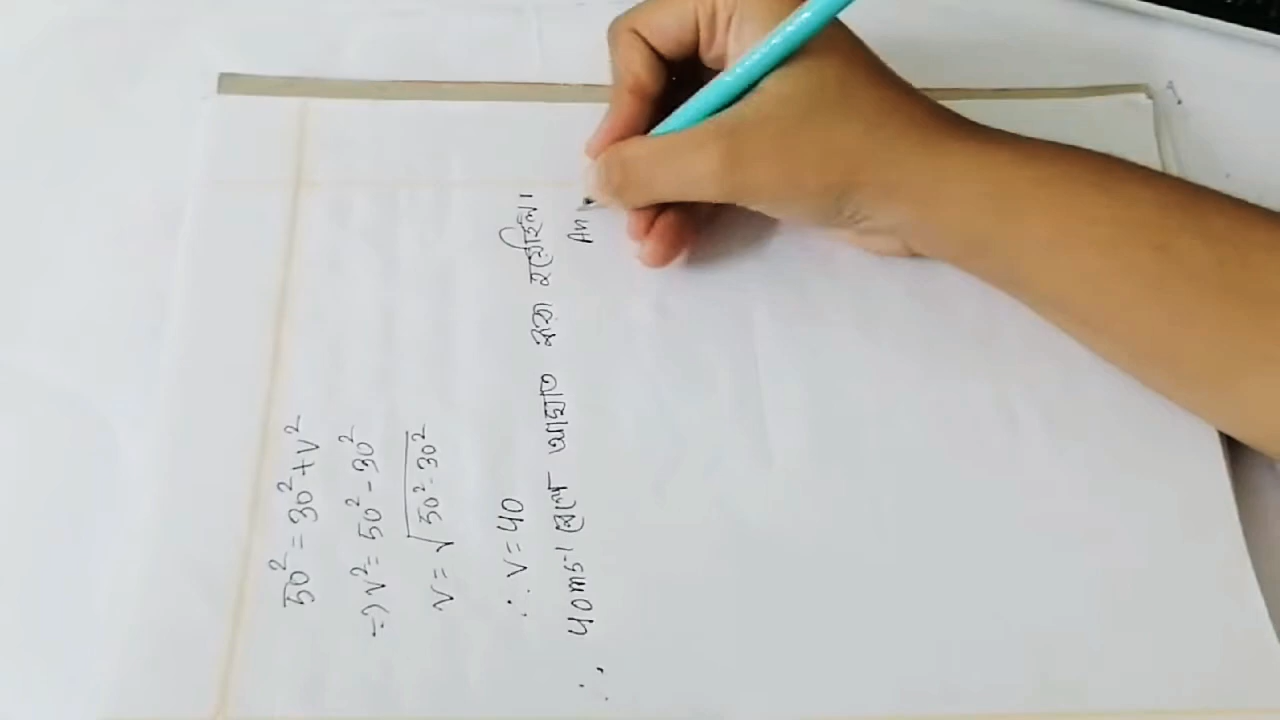 50² = 30² + v²
=> v² = 50² - 30²
v = √50² - 30²
∴ v = 40
∴ 40ms⁻¹ বেগে আঘাত করা হয়েছিল।
An